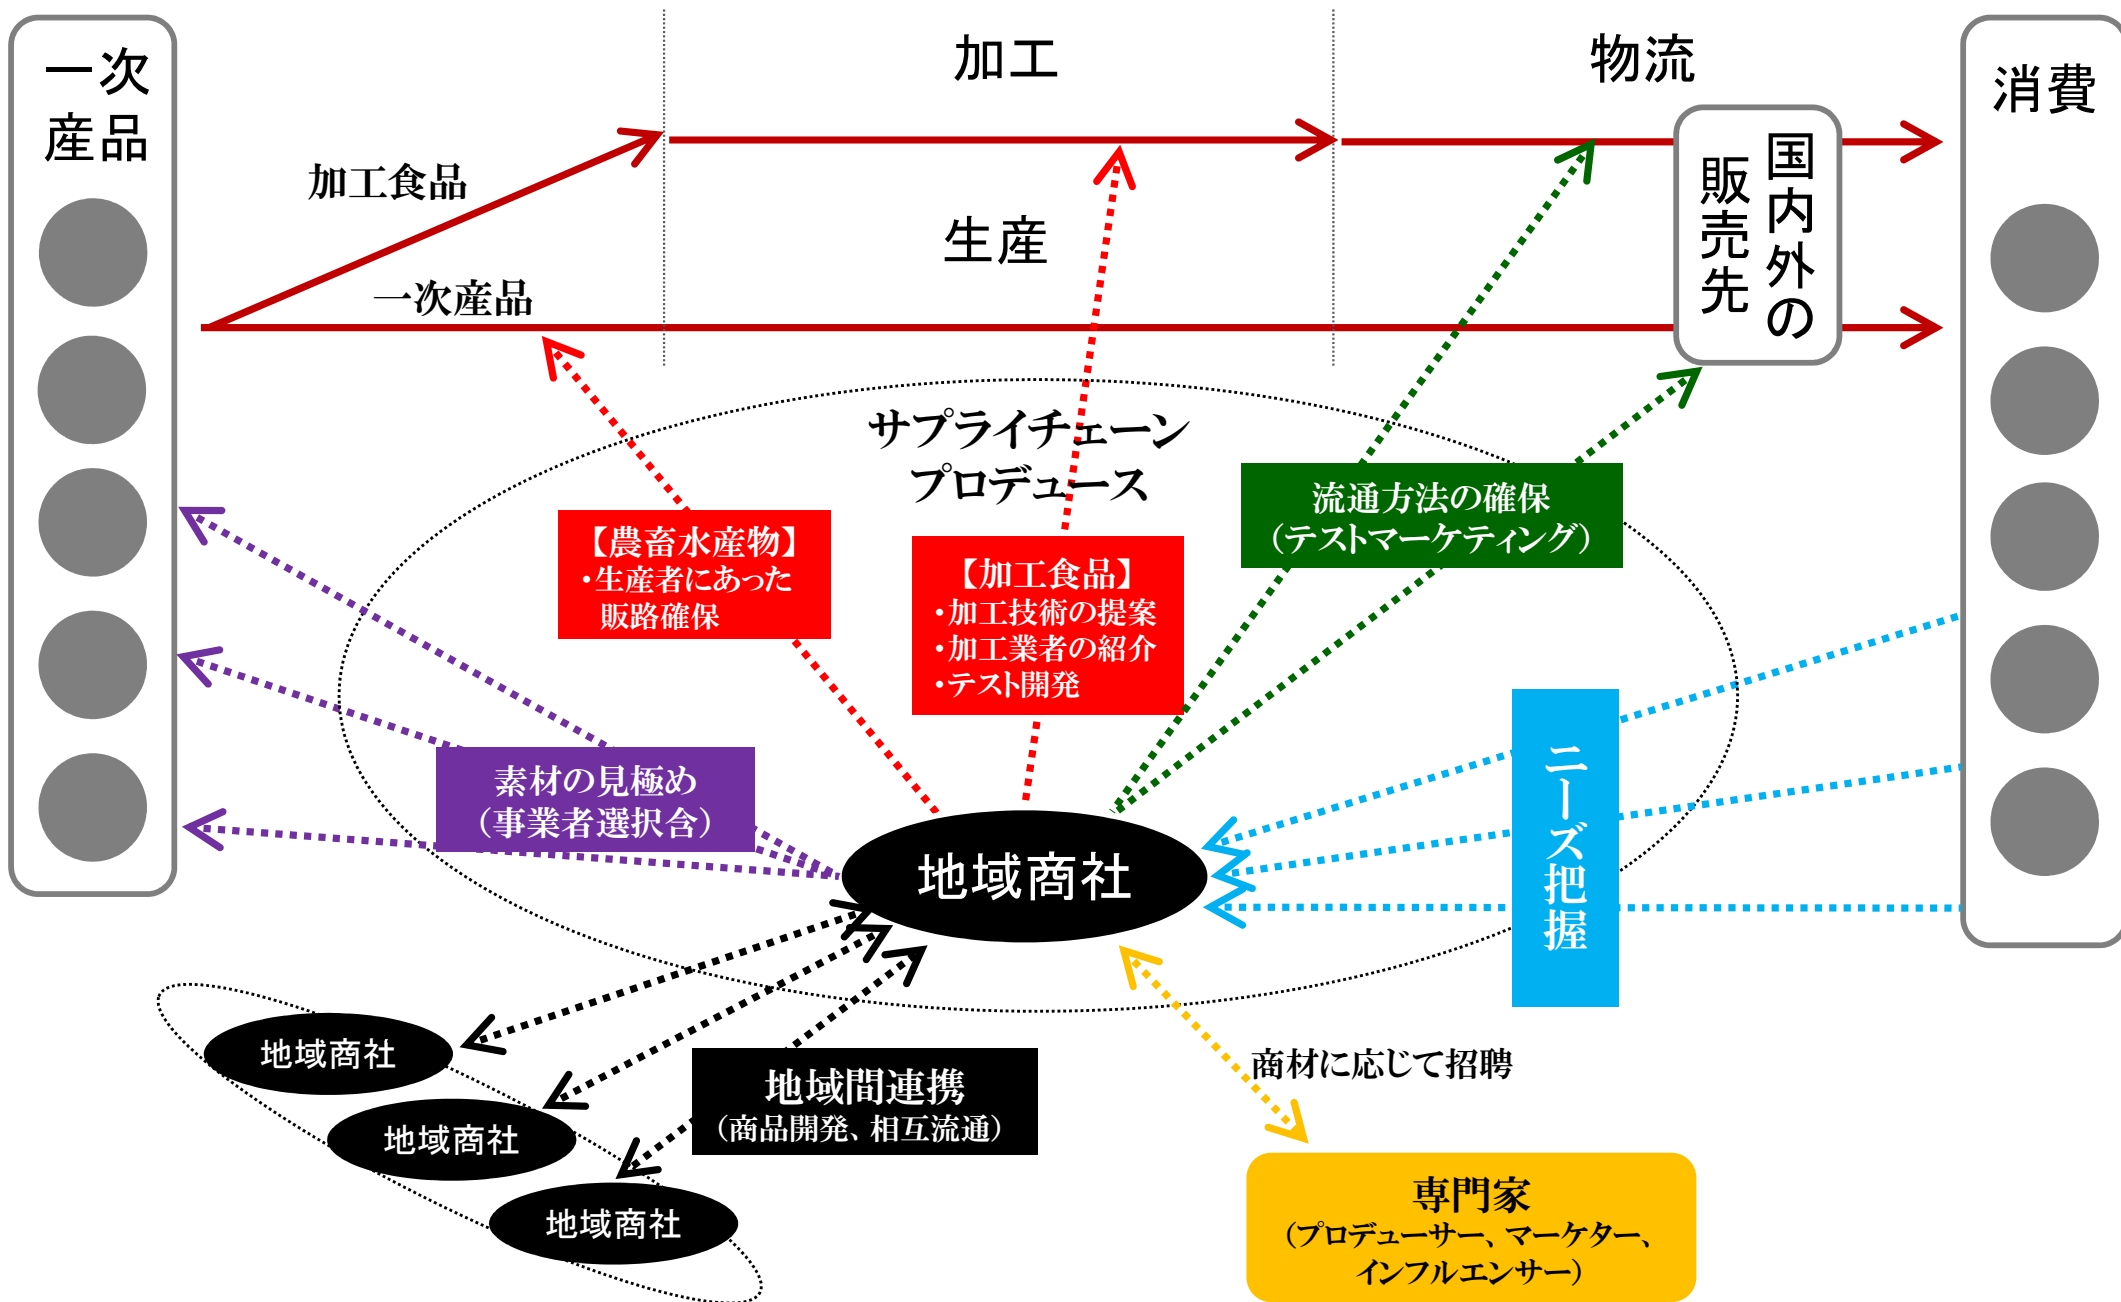 一次
産品
加工
物流
消費
加工食品
一次産品
生産
国内外の
販売先
サプライチェーン
プロデュース
【農畜水産物】
・生産者にあった
販路確保
【加工食品】
・加工技術の提案
・加工業者の紹介
・テスト開発
流通方法の確保
（テストマーケティング）
素材の見極め
（事業者選択含）
ニーズ把握
地域商社
地域商社
地域商社
地域商社
地域間連携
（商品開発、相互流通）
商材に応じて招聘
専門家
（プロデューサー、マーケター、
インフルエンサー）